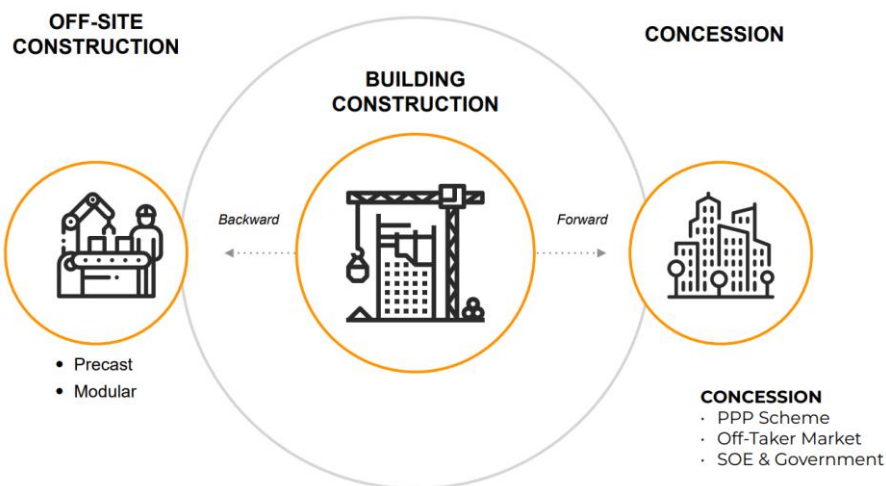 OFF-SITE
CONSTRUCTION
BUILDING
CONSTRUCTION
CONCESSION
Backward
Forward
• Precast
• Modular
CONCESSION
· PPP Scheme
· Off-Taker Market
· SOE & Government